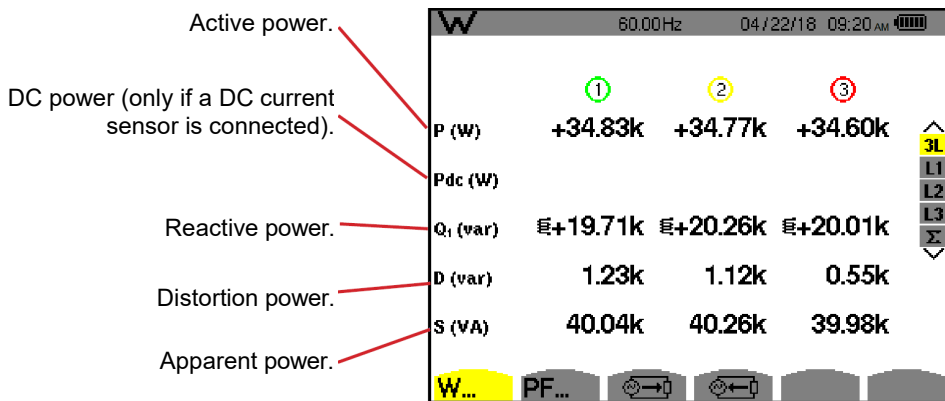 Active power.
DC power (only if a DC current
sensor is connected).
Reactive power.
Distortion power.
Apparent power.
W 60.00Hz 04/22/18 09:20 AM
1 2 3
P (W) +34.83k +34.77k +34.60k
Pdc (W)
Q₁ (var) +19.71k +20.26k +20.01k
D (var) 1.23k 1.12k 0.55k
S (VA) 40.04k 40.26k 39.98k
3L
L1
L2
L3
Σ
W... PF...